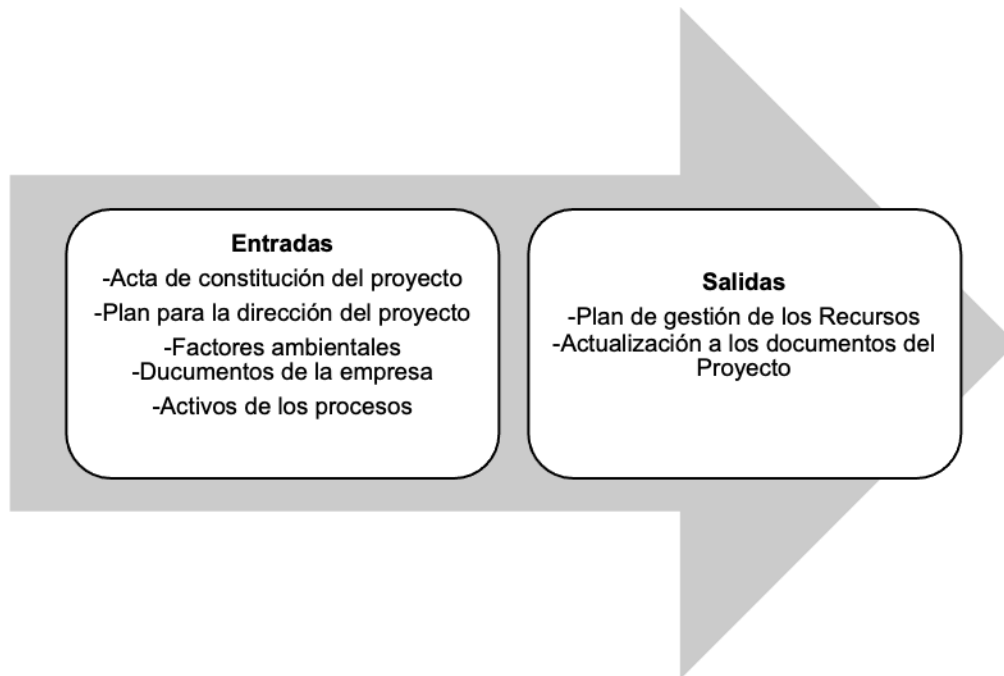 Entradas
-Acta de constitución del proyecto
-Plan para la dirección del proyecto
-Factores ambientales
-Ducumentos de la empresa
-Activos de los procesos
Salidas
-Plan de gestión de los Recursos
-Actualización a los documentos del
Proyecto